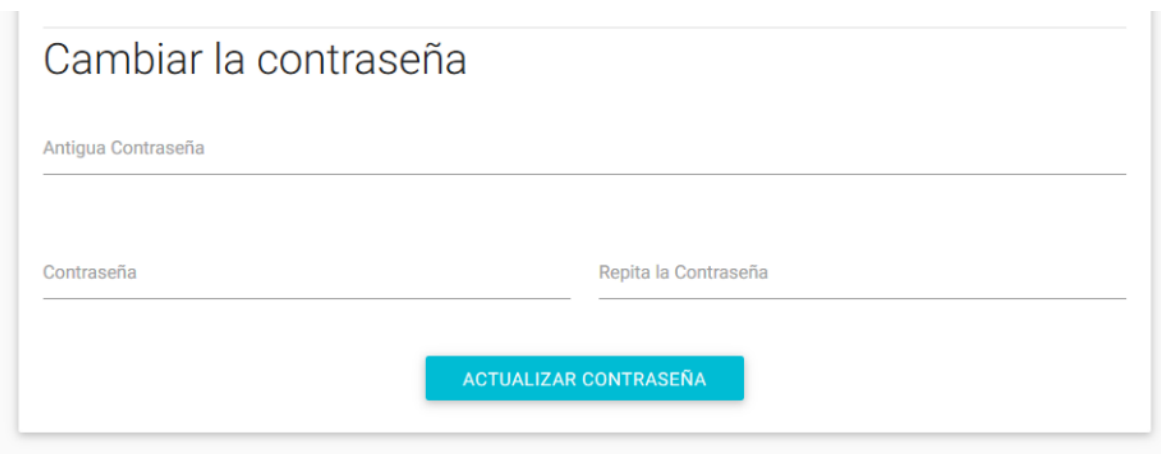 Cambiar la contraseña
Antigua Contraseña
Contraseña
Repita la Contraseña
ACTUALIZAR CONTRASEÑA